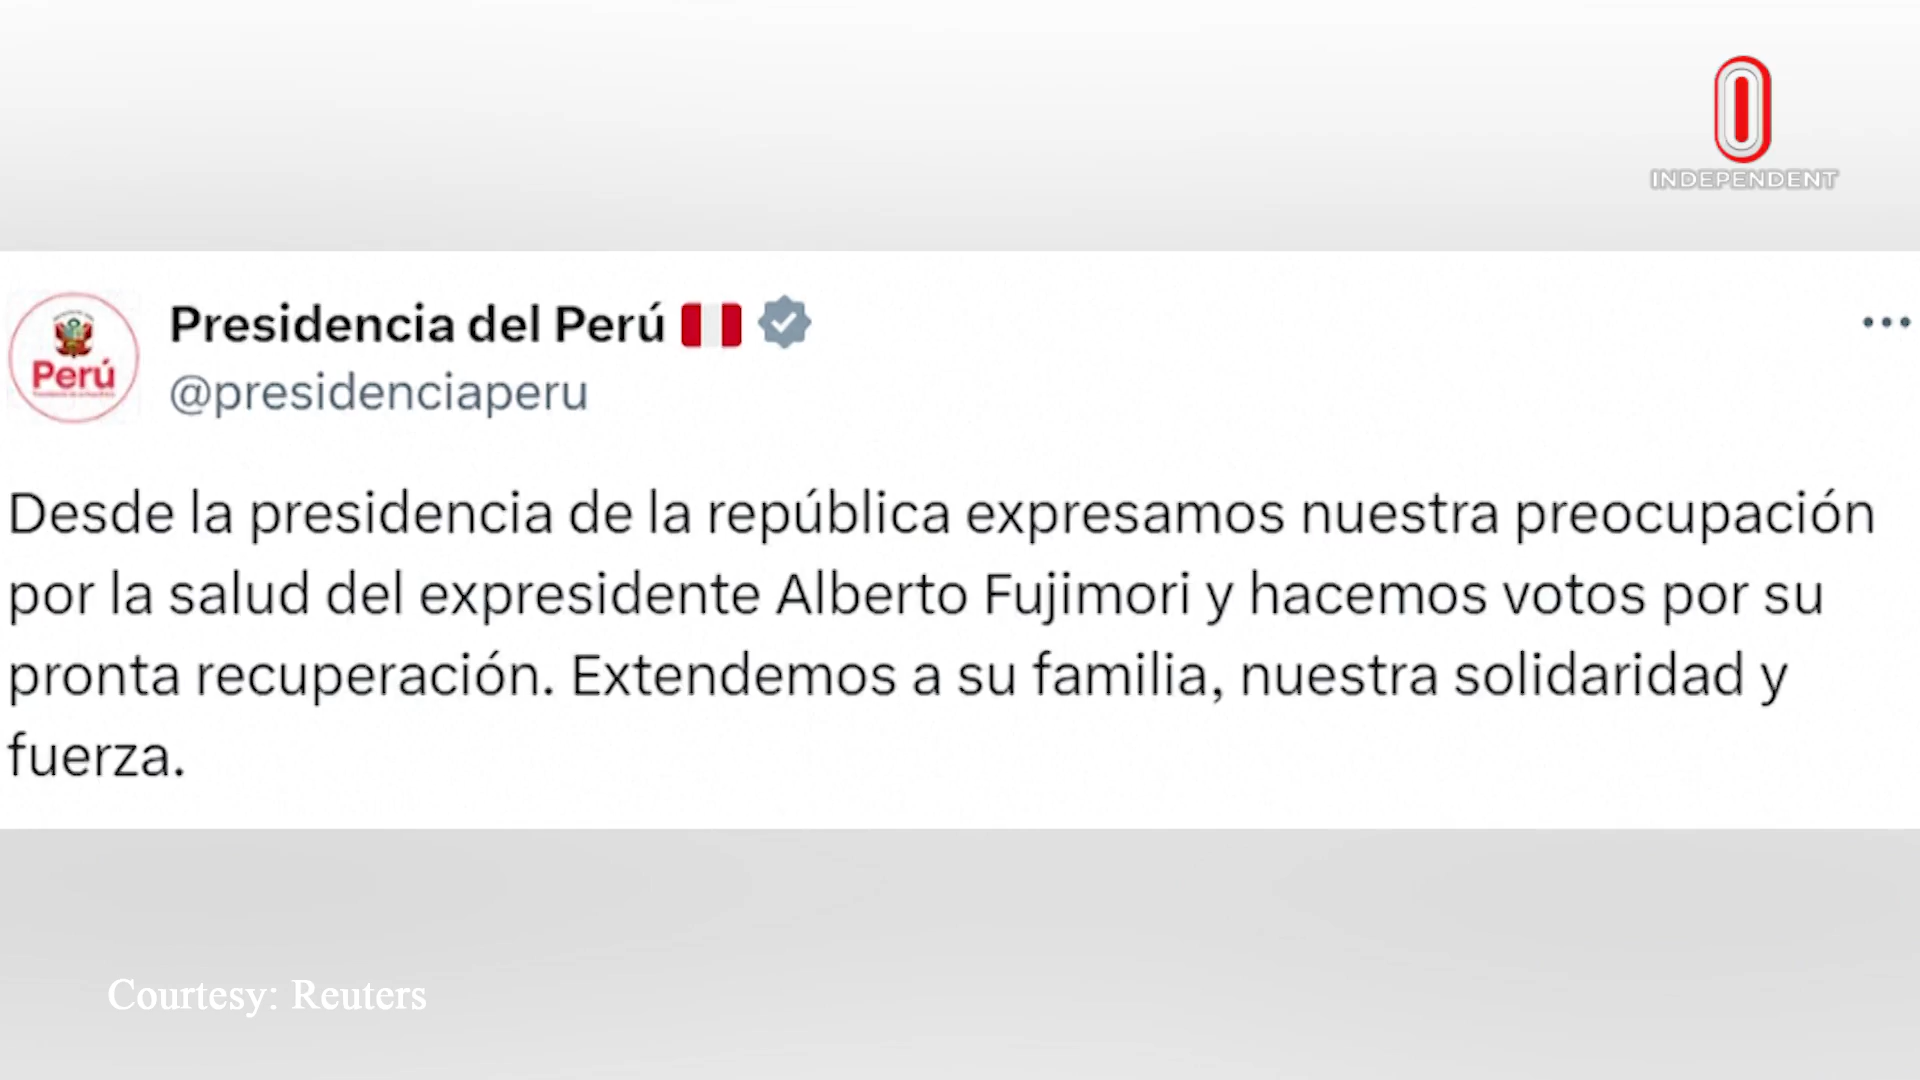 INDEPENDENT
Presidencia del Perú
@presidenciaperu
Perú
Desde la presidencia de la república expresamos nuestra preocupación
por la salud del expresidente Alberto Fujimori y hacemos votos por su
pronta recuperación. Extendemos a su familia, nuestra solidaridad y
fuerza.
Courtesy: Reuters